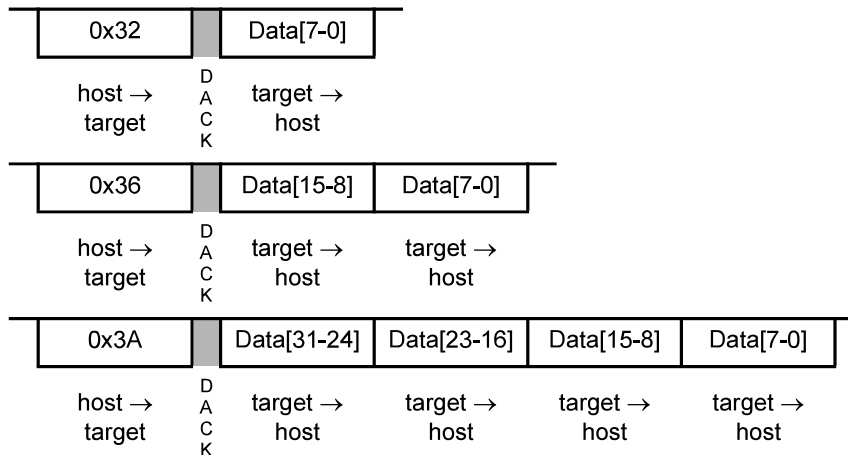 0x32 Data[7-0]
D
A
C
K
host → target → 
target host
0x36 Data[15-8] Data[7-0]
D
A
C
K
host → target → target →
target host host
0x3A Data[31-24] Data[23-16] Data[15-8] Data[7-0]
D
A
C
K
host → target → target → target → target →
target host host host host